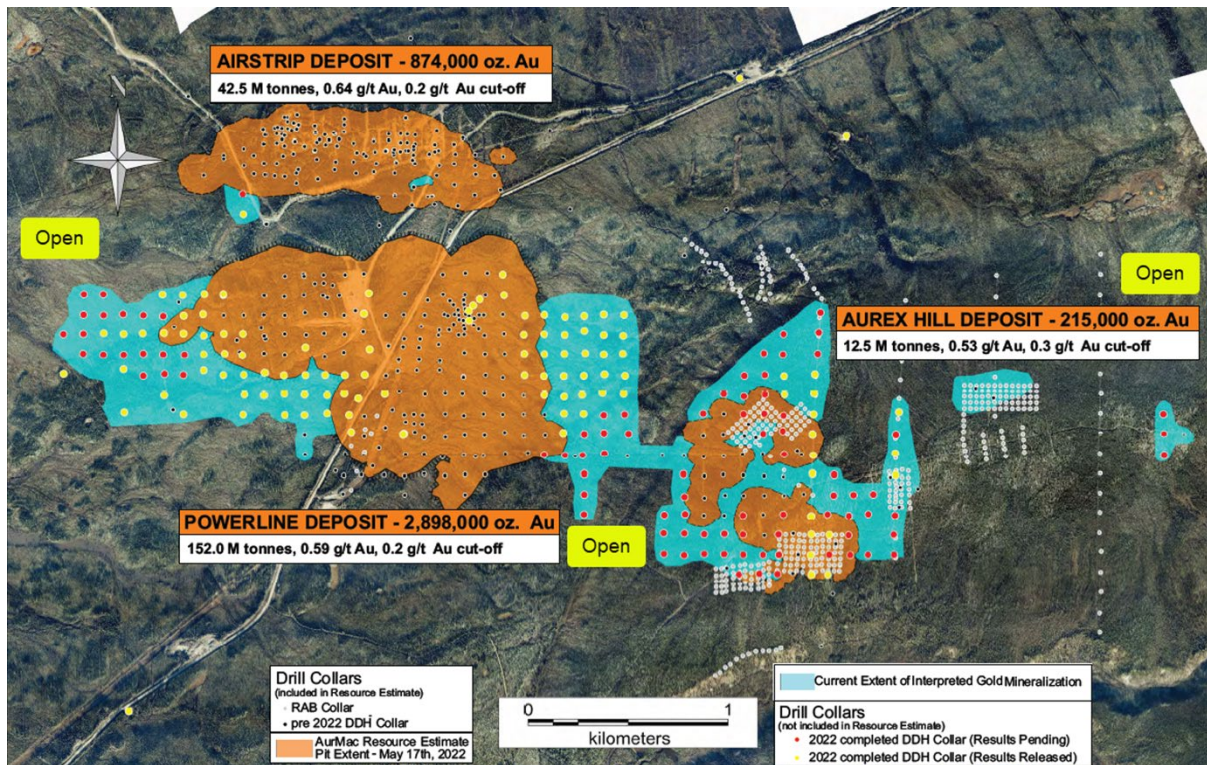 AIRSTRIP DEPOSIT - 874,000 oz. Au
42.5 M tonnes, 0.64 g/t Au, 0.2 g/t Au cut-off
Open
Open
AUREX HILL DEPOSIT - 215,000 oz. Au
12.5 M tonnes, 0.53 g/t Au, 0.3 g/t Au cut-off
POWERLINE DEPOSIT - 2,898,000 oz. Au
152.0 M tonnes, 0.59 g/t Au, 0.2 g/t Au cut-off
Open
Drill Collars
(included in Resource Estimate)
RAB Collar
pre 2022 DDH Collar
AurMac Resource Estimate
Pit Extent - May 17th, 2022
0 1
kilometers
Current Extent of Interpreted Gold Mineralization
Drill Collars
(not included in Resource Estimate)
2022 completed DDH Collar (Results Pending)
2022 completed DDH Collar (Results Released)